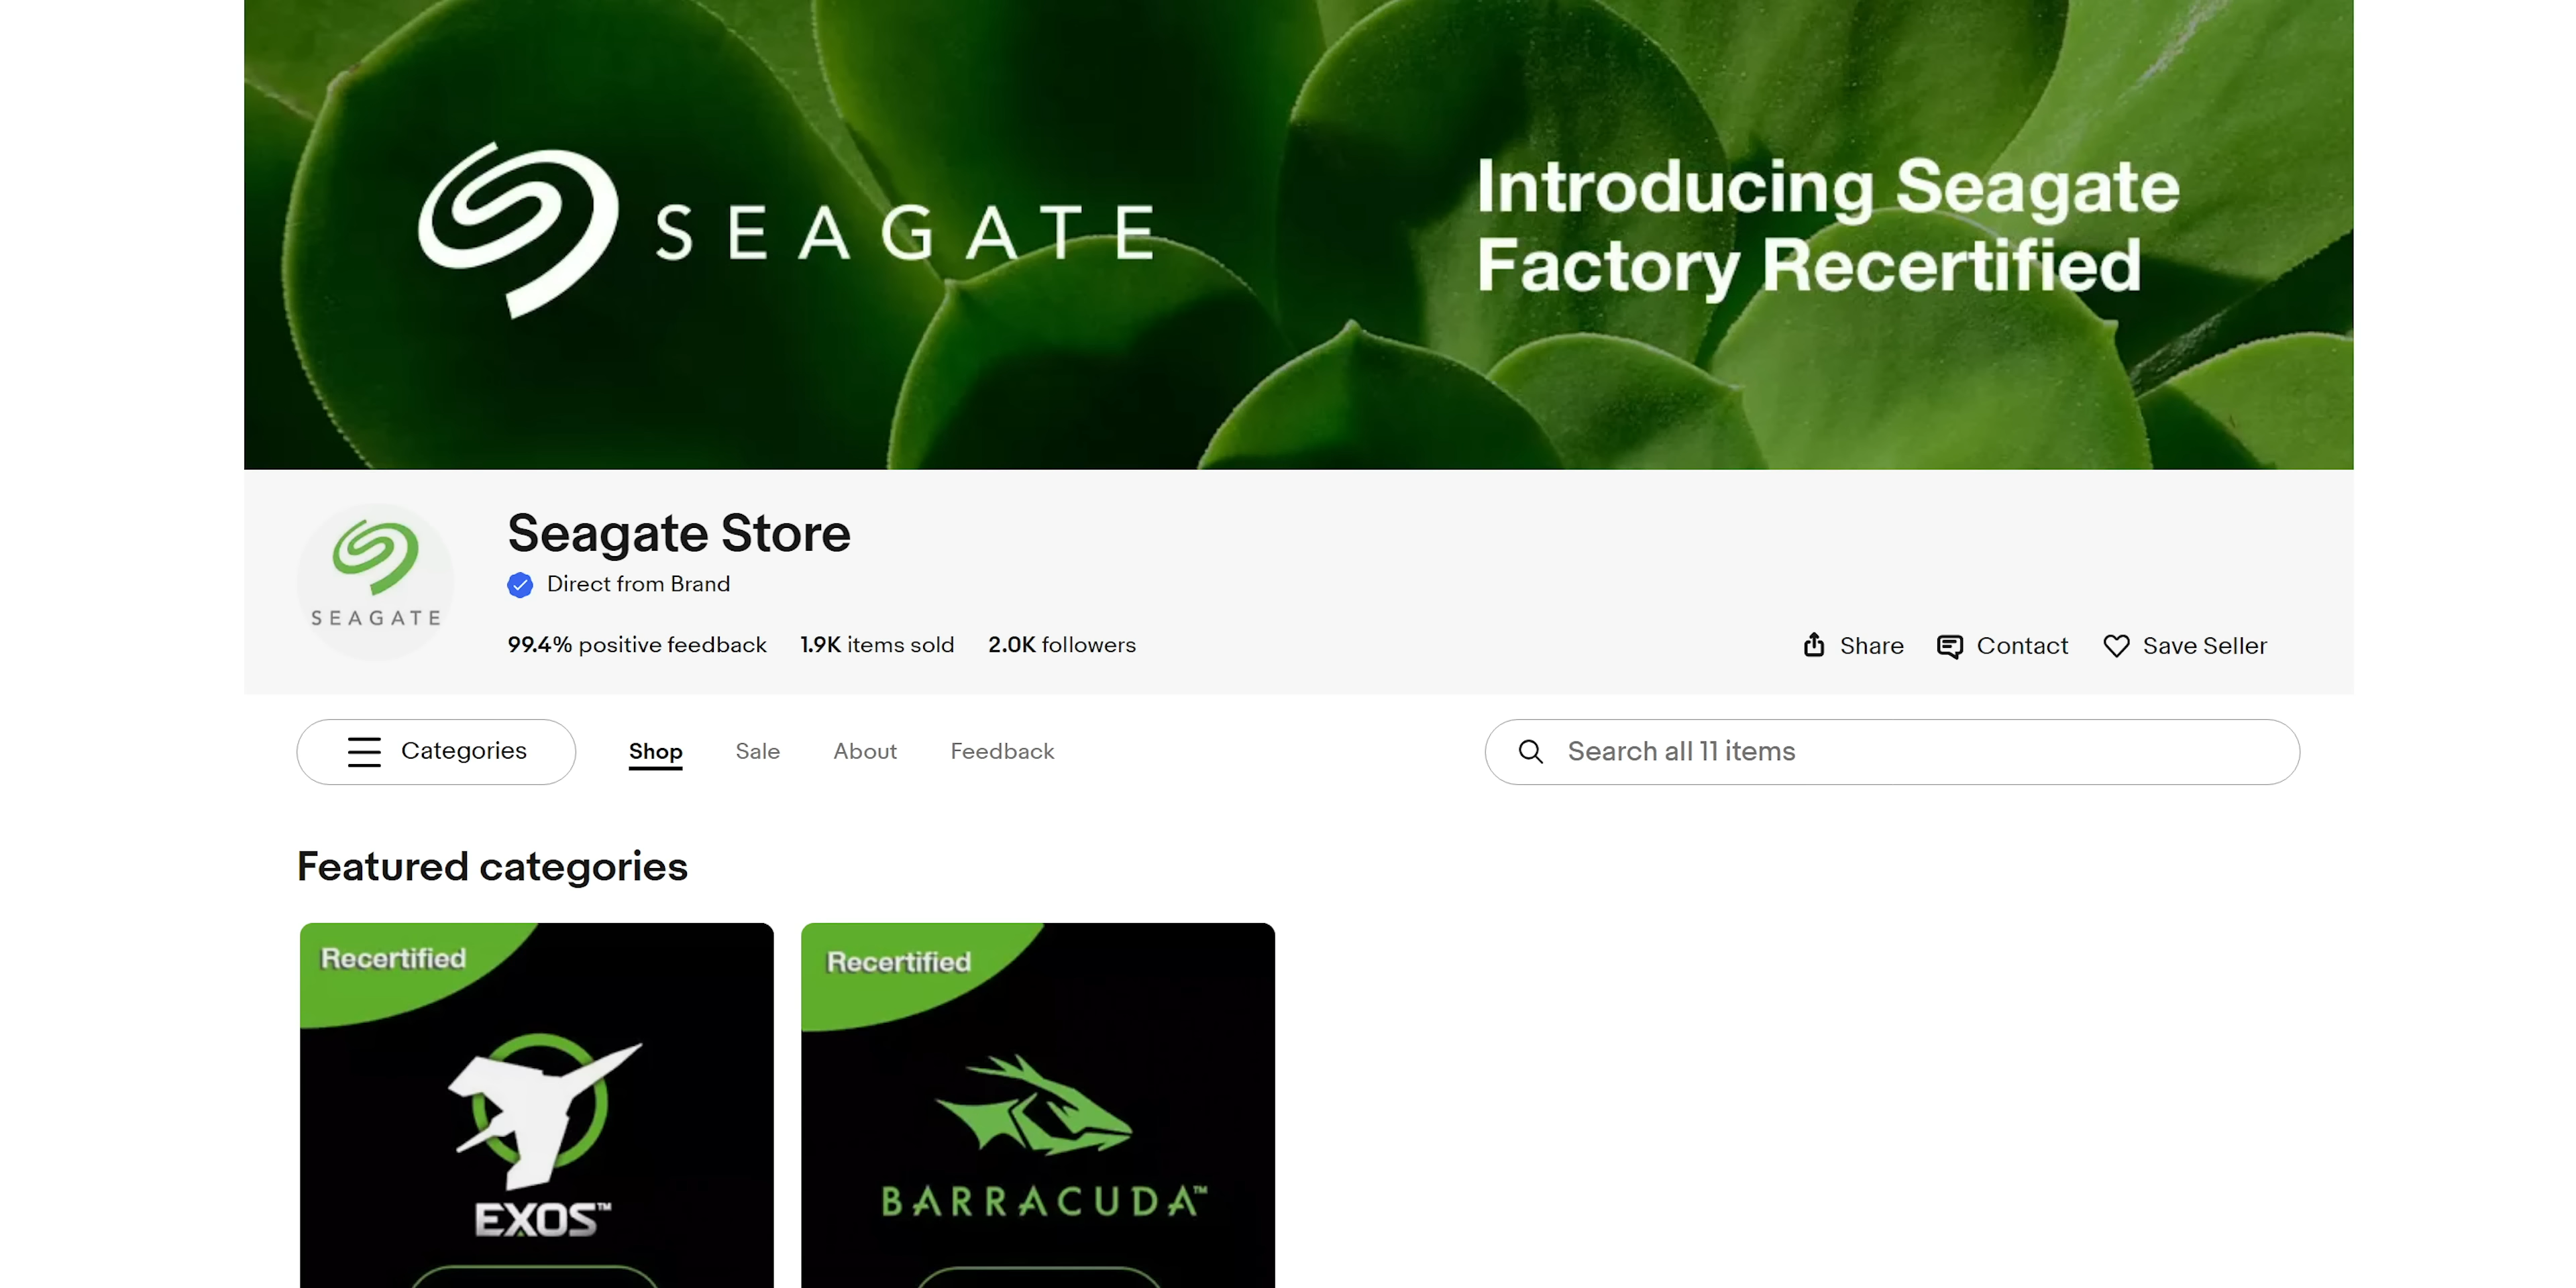 SEAGATE
Introducing Seagate
Factory Recertified
SEAGATE
Seagate Store
Direct from Brand
99.4% positive feedback 1.9K items sold 2.0K followers
Share Contact Save Seller
Categories Shop Sale About Feedback
Search all 11 items
Featured categories
Recertified
EXOS™
Recertified
BARRACUDA™